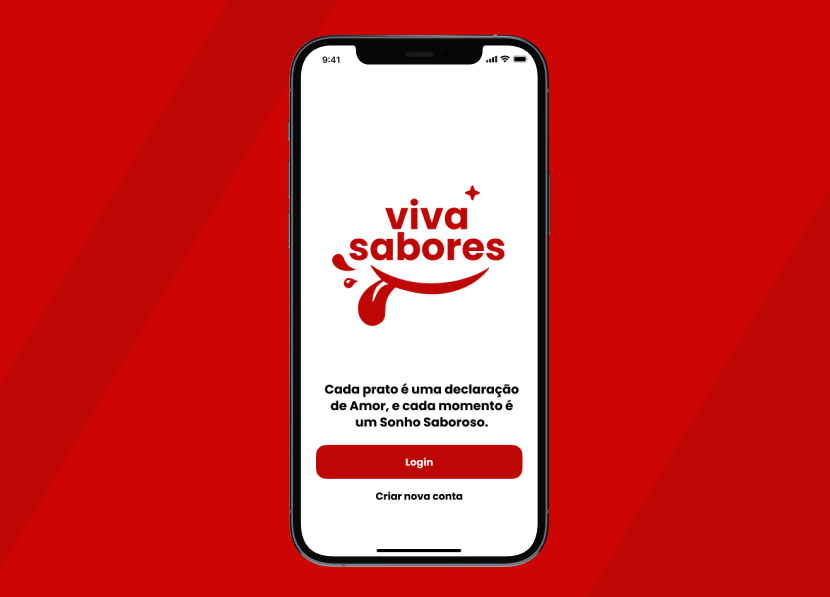 9:41
viva
sabores
Cada prato é uma declaração
de Amor, e cada momento é
um Sonho Saboroso.
Login
Criar nova conta